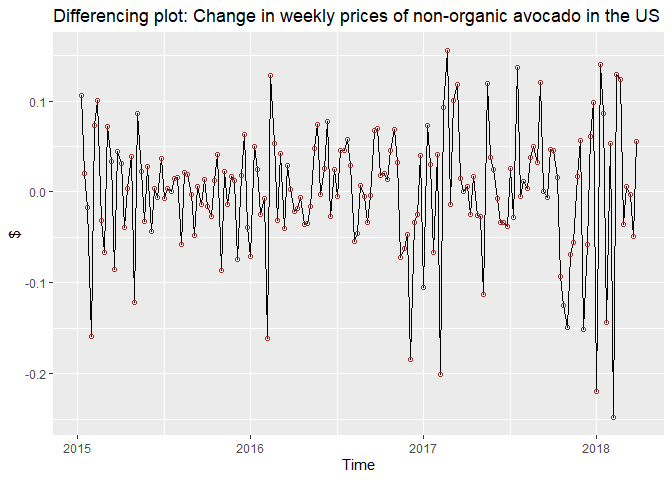 Differencing plot: Change in weekly prices of non-organic avocado in the US
0.1
0.0
-0.1
-0.2
$
2015 2016 2017 2018
Time